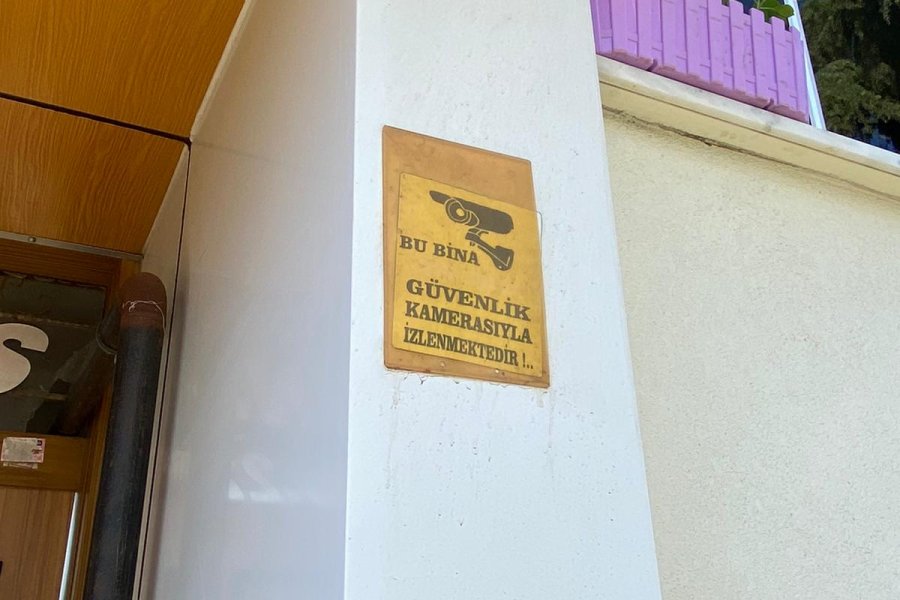 BU BİNA
GÜVENLİK
KAMERASIYLA
İZLENMEKTEDİR !..
S